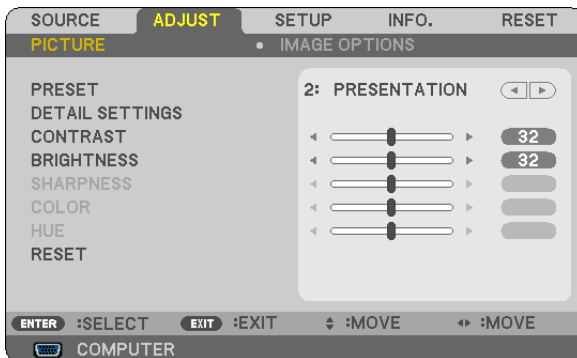 SOURCE ADJUST SETUP INFO. RESET
PICTURE • IMAGE OPTIONS
PRESET 2: PRESENTATION
DETAIL SETTINGS
CONTRAST 32
BRIGHTNESS 32
SHARPNESS
COLOR
HUE
RESET
ENTER :SELECT EXIT :EXIT :MOVE :MOVE
COMPUTER